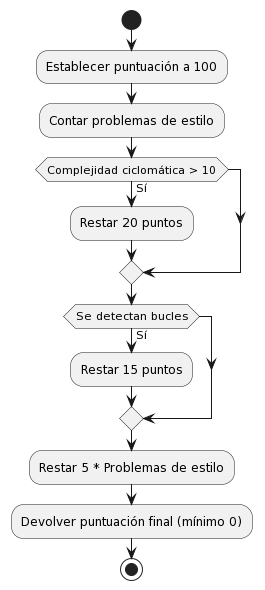 Establecer puntuación a 100
Contar problemas de estilo
Complejidad ciclomática > 10
Sí
Restar 20 puntos
Se detectan bucles
Sí
Restar 15 puntos
Restar 5 * Problemas de estilo
Devolver puntuación final (mínimo 0)